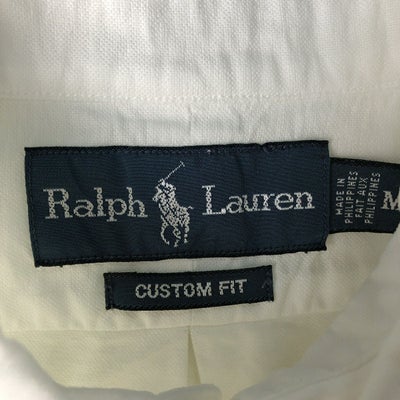 Ralph Lauren
CUSTOM FIT
MADE IN
PHILIPPINES
FAIT AUX
PHILIPPINES
M